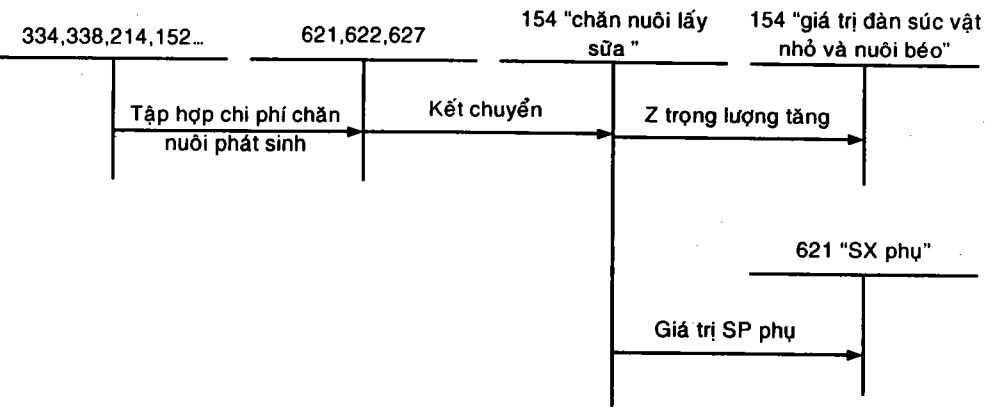 334,338,214,152...
621,622,627
154 "chăn nuôi lấy
sữa "
154 "giá trị đàn súc vật
nhỏ và nuôi béo"
Tập hợp chi phí chăn
nuôi phát sinh
Kết chuyển
Z trọng lượng tăng
621 "SX phụ"
Giá trị SP phụ